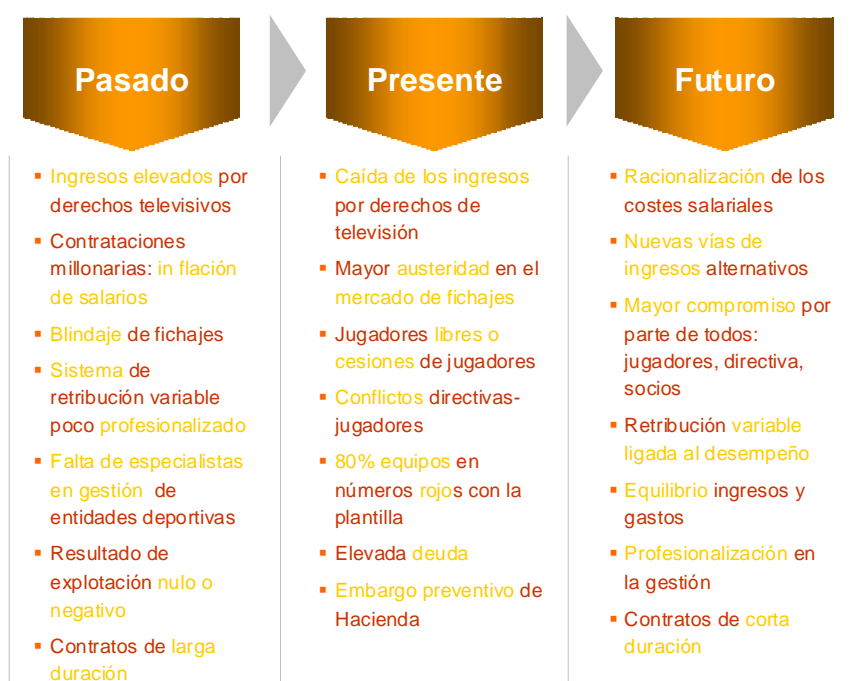 Pasado
Ingresos elevados por
derechos televisivos
Contrataciones
millonarias: in flación
de salarios
Blindaje de fichajes
Sistema de
retribución variable
poco profesionalizado
Falta de especialistas
en gestión de
entidades deportivas
Resultado de
explotación nulo o
negativo
Contratos de larga
duración
Presente
Caída de los ingresos
por derechos de
televisión
Mayor austeridad en el
mercado de fichajes
Jugadores libres o
cesiones de jugadores
Conflictos directivas-
jugadores
80% equipos en
números rojos con la
plantilla
Elevada deuda
Embargo preventivo de
Hacienda
Futuro
Racionalización de los
costes salariales
Nuevas vías de
ingresos alternativos
Mayor compromiso por
parte de todos:
jugadores, directiva,
socios
Retribución variable
ligada al desempeño
Equilibrio ingresos y
gastos
Profesionalización en
la gestión
Contratos de corta
duración